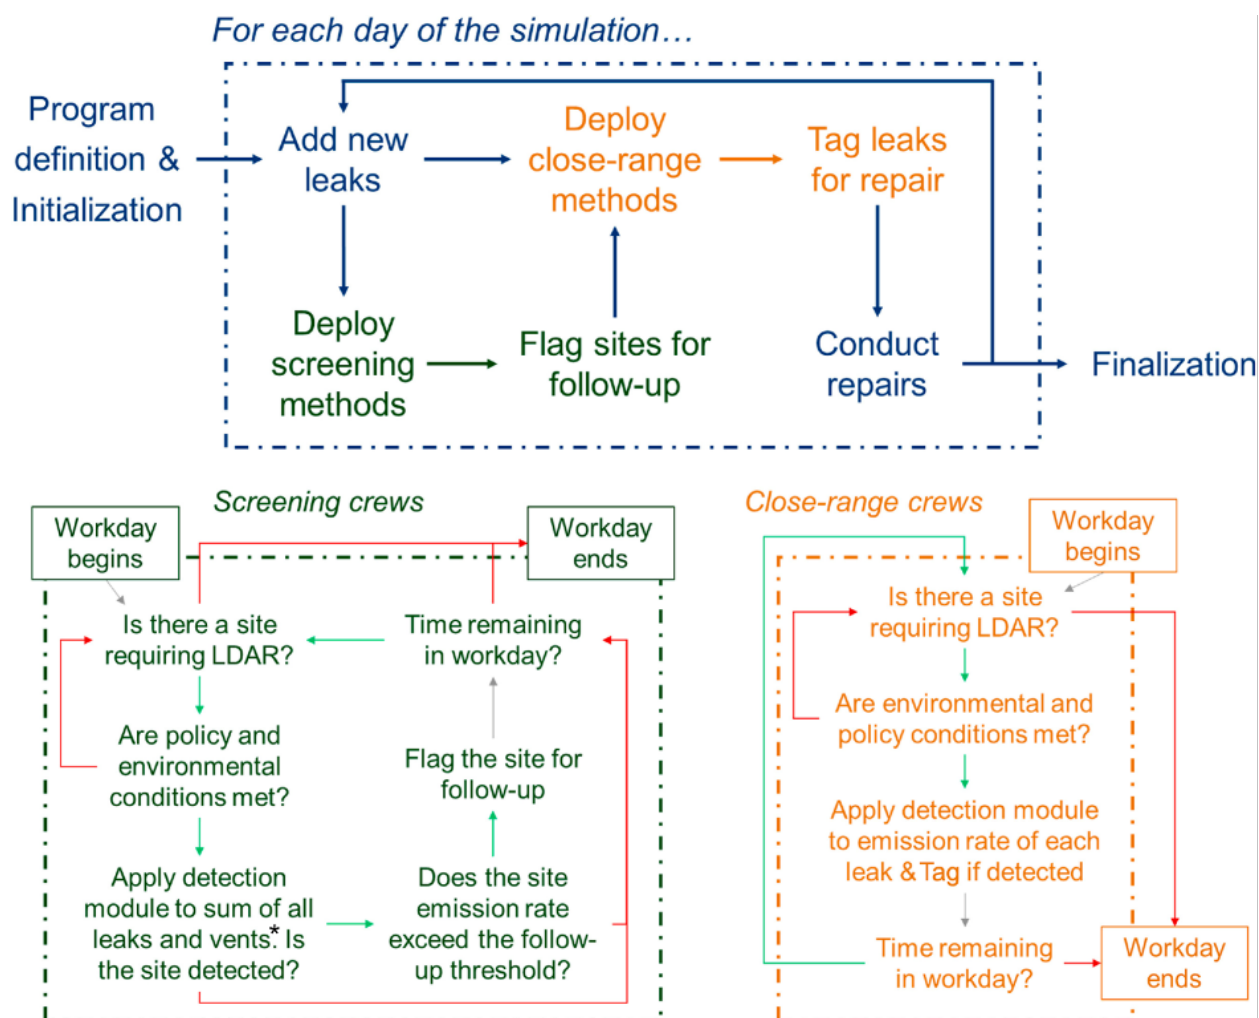 For each day of the simulation...
Program
definition &
Initialization
Add new
leaks
Deploy
close-range
methods
Tag leaks
for repair
Deploy
screening
methods
Flag sites for
follow-up
Conduct
repairs
Finalization
Screening crews
Workday
begins
Workday
ends
Is there a site
requiring LDAR?
Time remaining
in workday?
Are policy and
environmental
conditions met?
Flag the site for
follow-up
Apply detection
module to sum of all
leaks and vents.* Is
the site detected?
Does the site
emission rate
exceed the follow-
up threshold?
Close-range crews
Workday
begins
Is there a site
requiring LDAR?
Are environmental and
policy conditions met?
Apply detection module
to emission rate of each
leak & Tag if detected
Time remaining
in workday?
Workday
ends